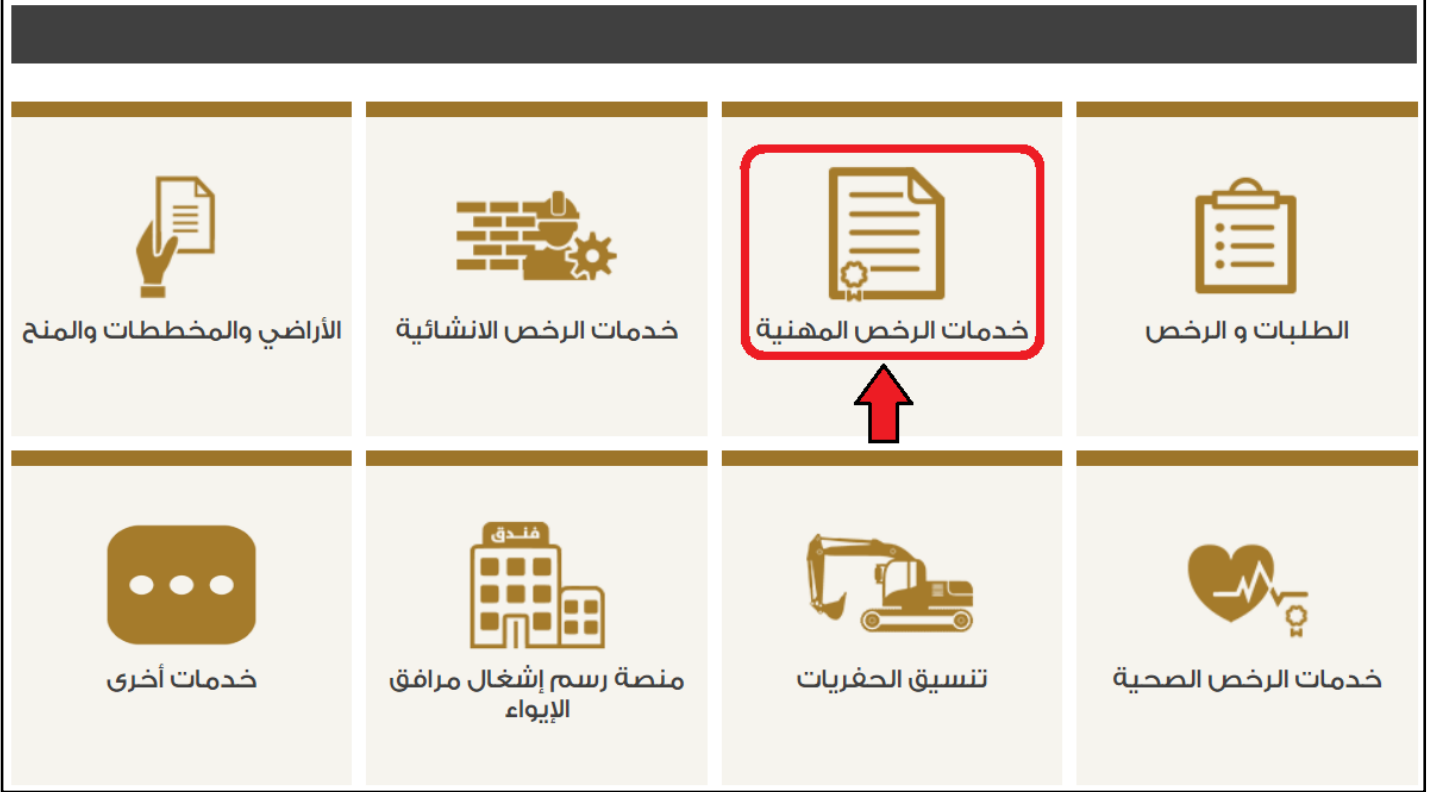 الطلبات و الرخص
خدمات الرخص المهنية
خدمات الرخص الانشائية
الأراضي والمخططات والمنح
خدمات الرخص الصحية
تنسيق الحفريات
فندق
منصة رسم إشغال مرافق
الإيواء
خدمات أخرى